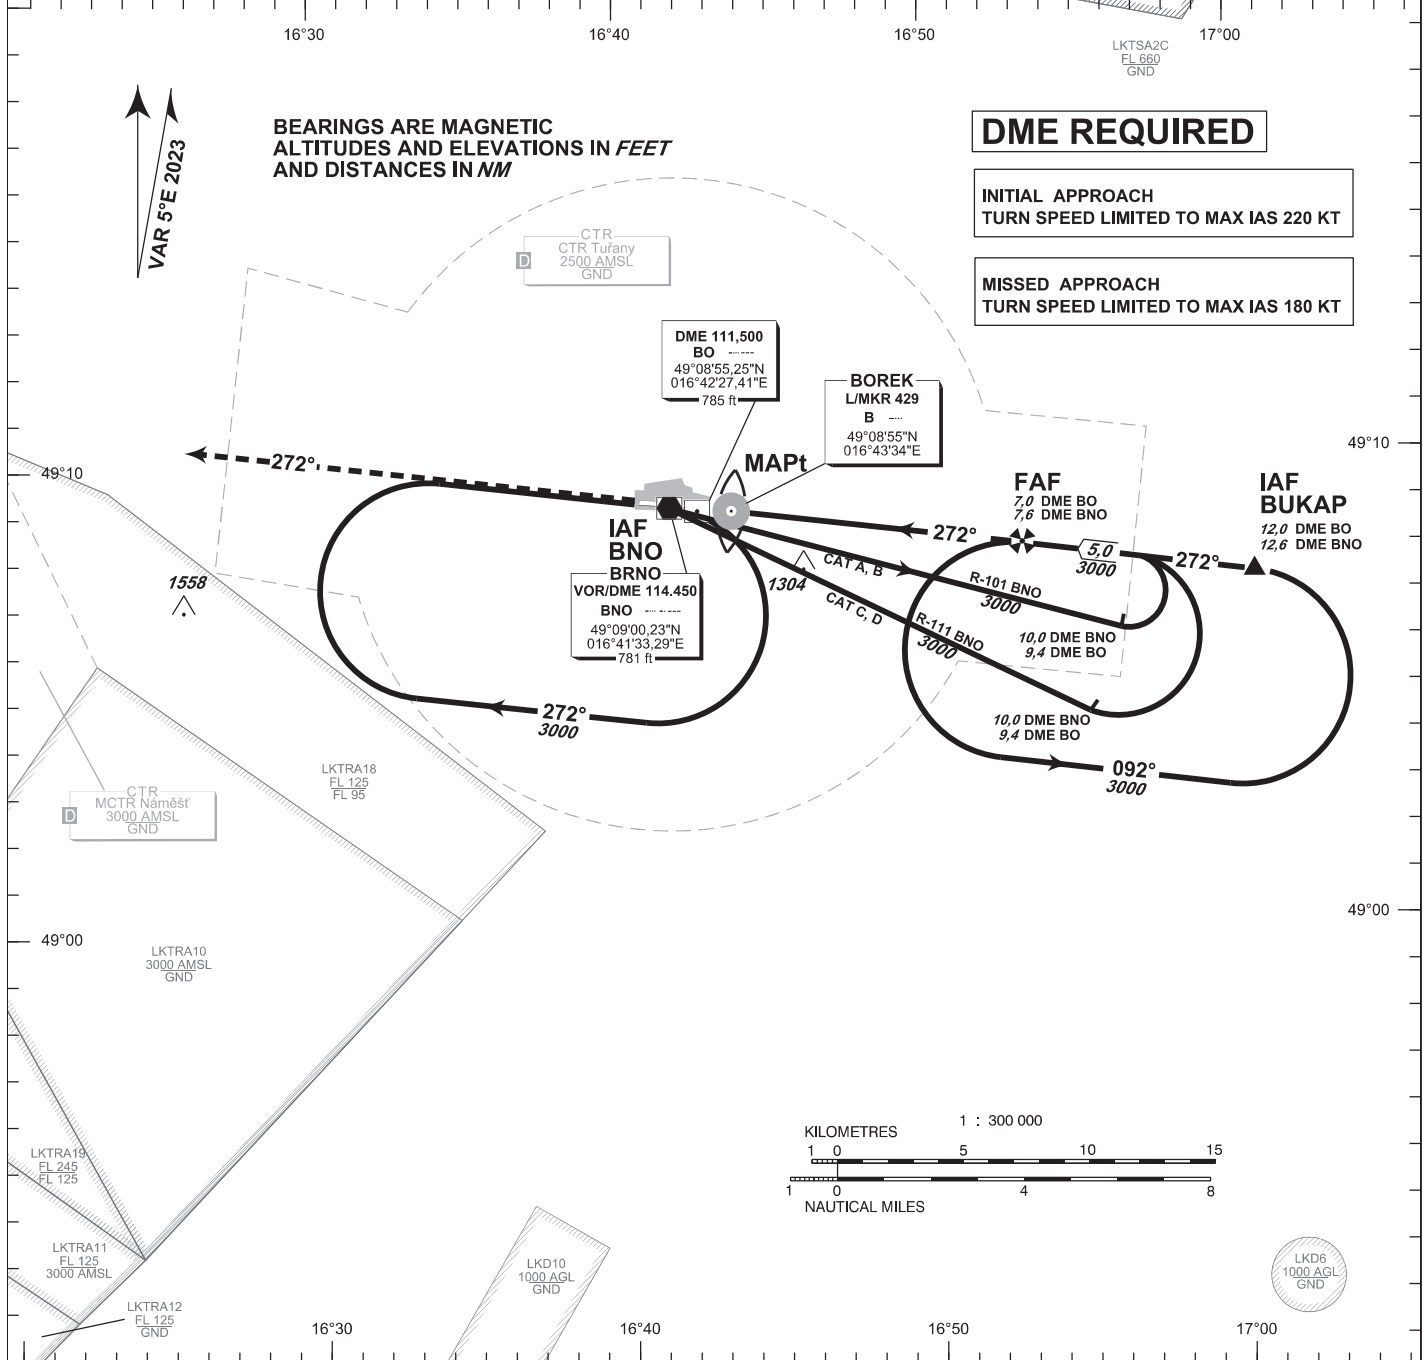 16°30'
16°40'
16°50'
17°00'
LKTSA2C
FL 660
GND
VAR 5°E 2023
BEARINGS ARE MAGNETIC
ALTITUDES AND ELEVATIONS IN FEET
AND DISTANCES IN NM
DME REQUIRED
INITIAL APPROACH
TURN SPEED LIMITED TO MAX IAS 220 KT
MISSED APPROACH
TURN SPEED LIMITED TO MAX IAS 180 KT
CTR
CTR Tuřany
D
2500 AMSL
GND
DME 111,500
BO
49°08'55,25"N
016°42'27,41"E
785 ft
BOREK
L/MKR 429
B
49°08'55"N
016°43'34"E
MAPt
49°10'
49°10'
272°
FAF
7,0 DME BO
7,6 DME BNO
IAF
BUKAP
12,0 DME BO
12,6 DME BNO
272°
5,0
3000
272°
IAF
BNO
BRNO
VOR/DME 114.450
BNO
49°09'00,23"N
016°41'33,29"E
781 ft
1558
1304
CAT A, B
R-101 BNO
3000
CAT C, D
R-111 BNO
3000
10,0 DME BNO
9,4 DME BO
10,0 DME BNO
9,4 DME BO
272°
3000
092°
3000
LKTRA18
FL 125
FL 95
CTR
MCTR Náměšť
D
3000 AMSL
GND
49°00'
49°00'
LKTRA10
3000 AMSL
GND
LKTRA19
FL 245
FL 125
LKTRA11
FL 125
3000 AMSL
LKTRA12
FL 125
GND
1 : 300 000
KILOMETRES
1 0 5 10 15
1 0 4 8
NAUTICAL MILES
LKD10
1000 AGL
GND
LKD6
1000 AGL
GND
16°30'
16°40'
16°50'
17°00'